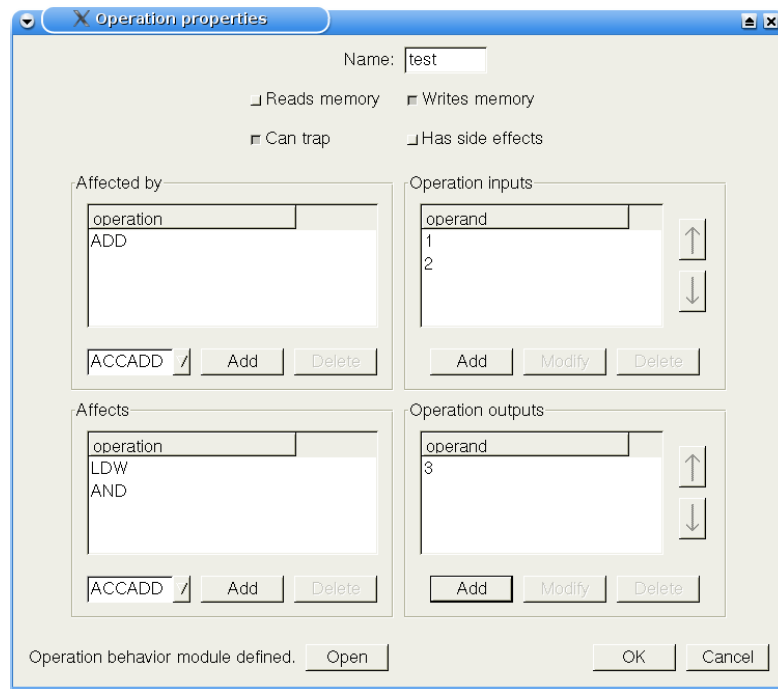 Operation properties
Name: test
Reads memory Writes memory
Can trap Has side effects
Affected by Operation inputs
operation operand
ADD 1
2
ACCADD Add Delete Add Modify Delete
Affects Operation outputs
operation operand
LDW 3
AND
ACCADD Add Delete Add Modify Delete
Operation behavior module defined. Open OK Cancel